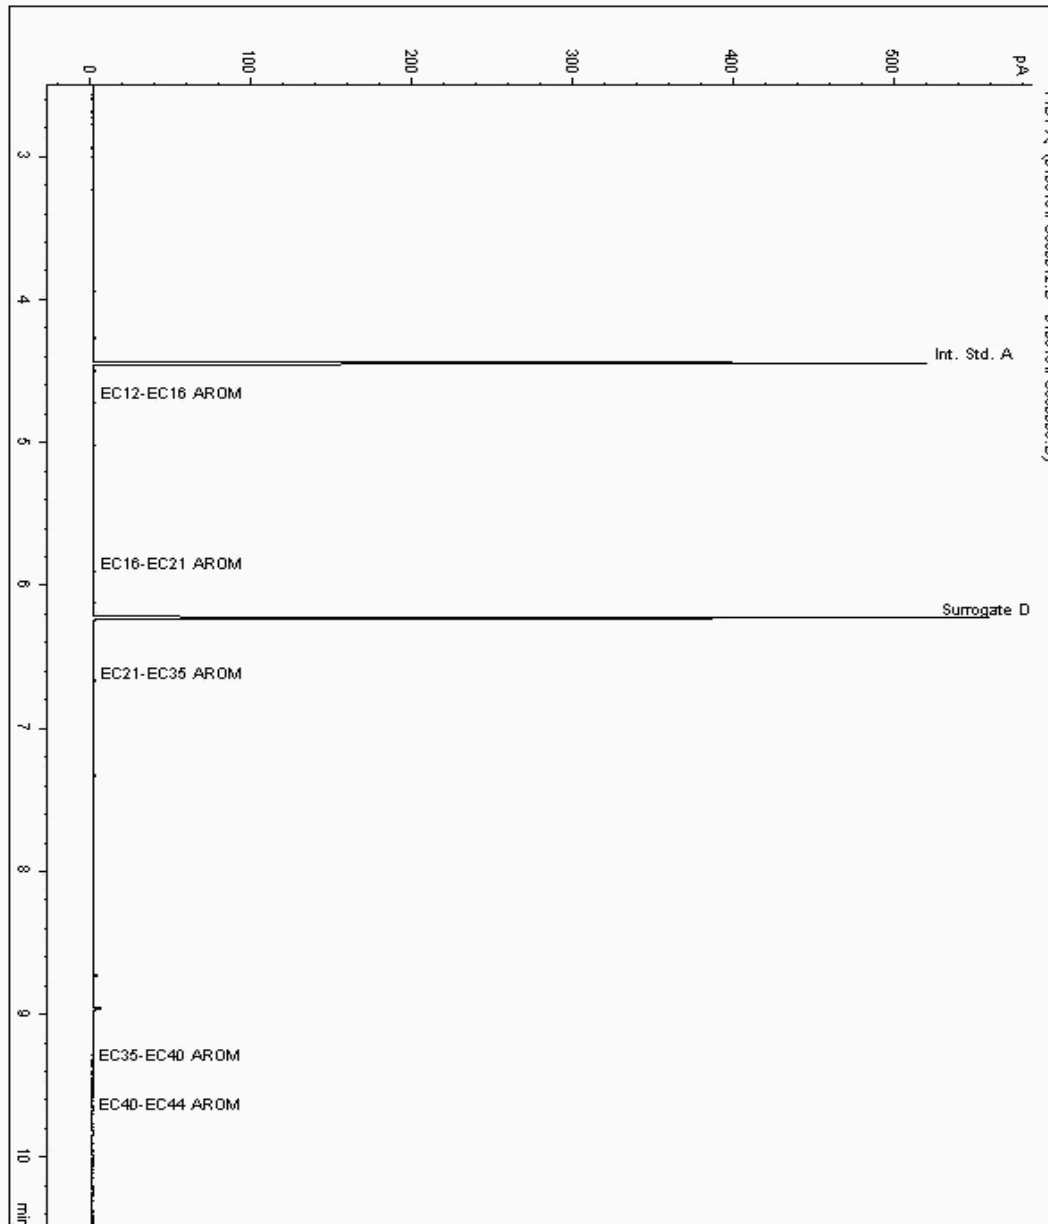 0
100
200
300
400
500
pA
3
Int. Std. A
4
EC12-EC16 AROM
5
EC16-EC21 AROM
6
Surrogate D
EC21-EC35 AROM
7
8
9
EC35-EC40 AROM
EC40-EC44 AROM
10